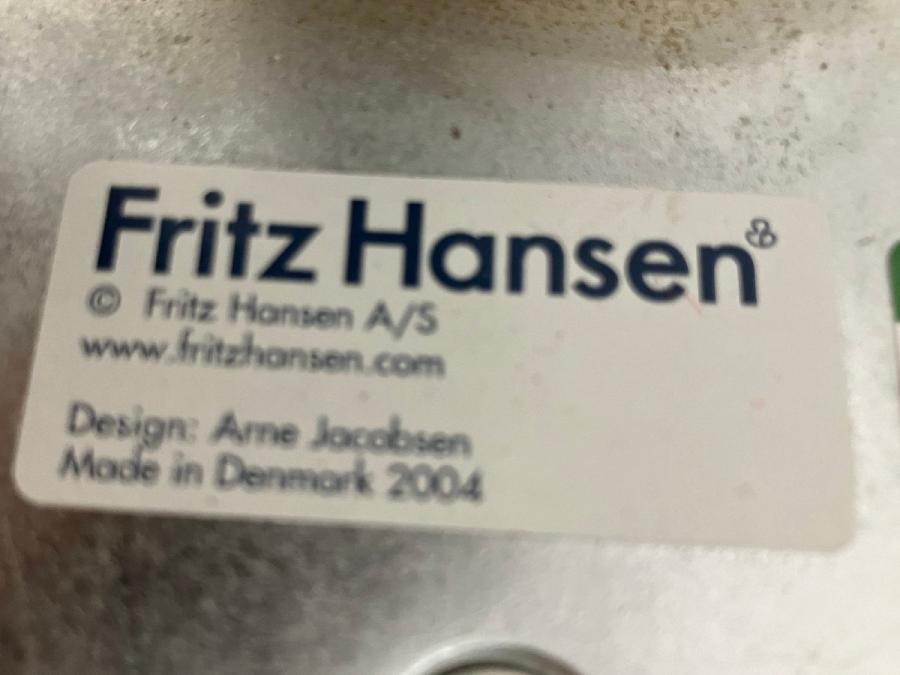 Fritz Hansen
© Fritz Hansen A/S
www.fritzhansen.com
Design: Arne Jacobsen
Made in Denmark 2004